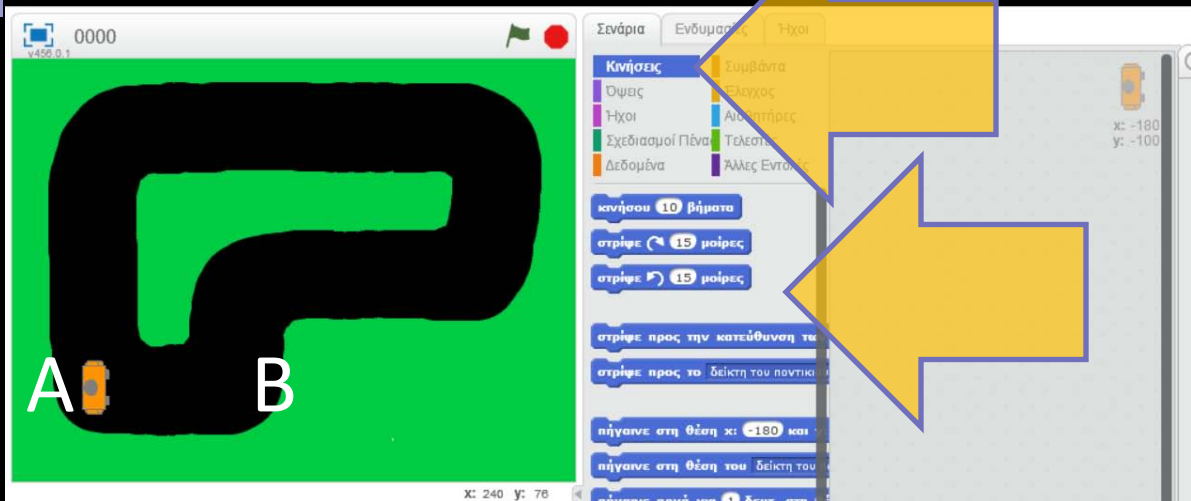 0000
v456.0.1
Σενάρια Ενδυμασίες Ήχοι
Κινήσεις Συμβάντα
Όψεις Έλεγχος
Ήχοι Αισθητήρες
Σχεδιασμοί Πένας Τελεστές
Δεδομένα Άλλες Εντολές
κινήσου 10 βήματα
στρίψε 15 μοίρες
στρίψε 15 μοίρες
στρίψε προς την κατεύθυνση
στρίψε προς το δείκτη του
πήγαινε στη θέση x: -180 και
πήγαινε στη θέση του δείκτη του
x: -180
y: -100
A B
x: 240 y: 76